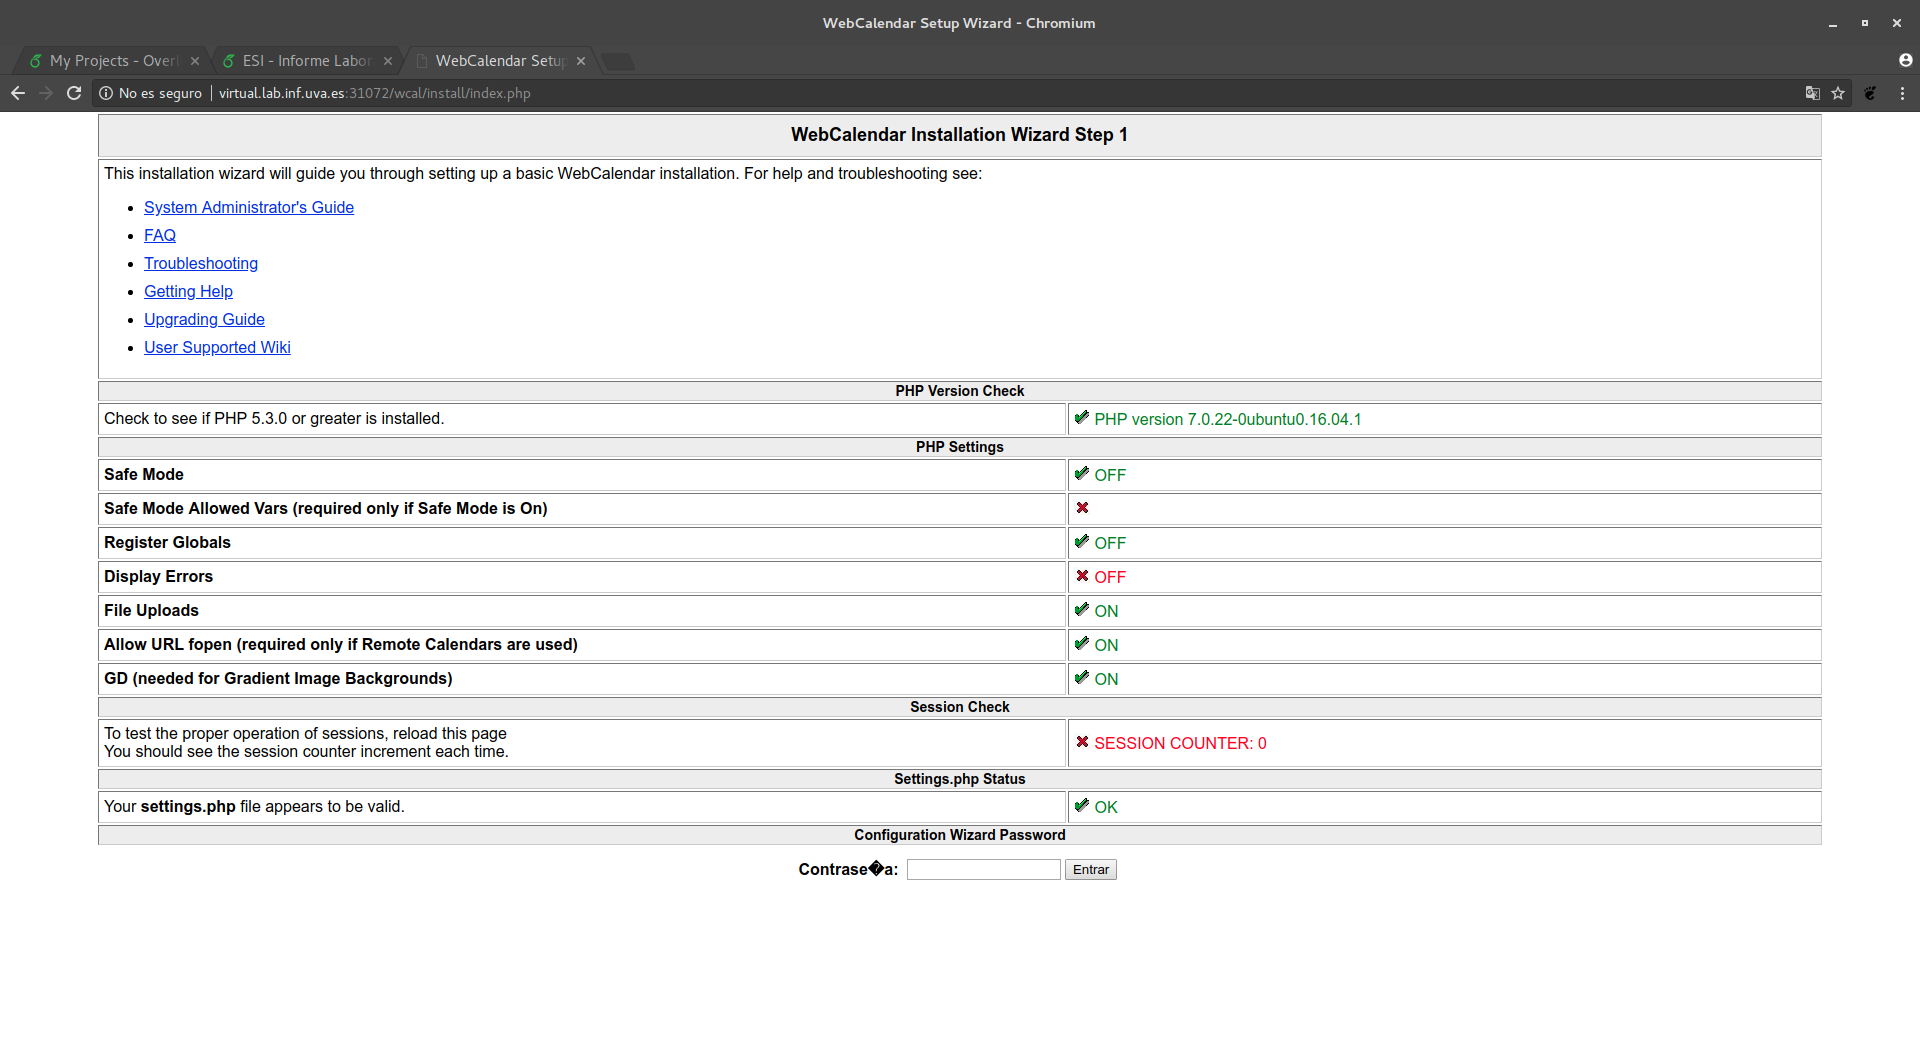 WebCalendar Setup Wizard - Chromium
My Projects - Overl
ESI - Informe Labor
WebCalendar Setup
No es seguro | virtual.lab.inf.uva.es:31072/wcal/install/index.php
WebCalendar Installation Wizard Step 1
This installation wizard will guide you through setting up a basic WebCalendar installation. For help and troubleshooting see:
System Administrator's Guide
FAQ
Troubleshooting
Getting Help
Upgrading Guide
User Supported Wiki
PHP Version Check
Check to see if PHP 5.3.0 or greater is installed.
PHP version 7.0.22-0ubuntu0.16.04.1
PHP Settings
Safe Mode
OFF
Safe Mode Allowed Vars (required only if Safe Mode is On)
Register Globals
OFF
Display Errors
OFF
File Uploads
ON
Allow URL fopen (required only if Remote Calendars are used)
ON
GD (needed for Gradient Image Backgrounds)
ON
Session Check
To test the proper operation of sessions, reload this page
You should see the session counter increment each time.
SESSION COUNTER: 0
Settings.php Status
Your settings.php file appears to be valid.
OK
Configuration Wizard Password
Contrase�a:
Entrar